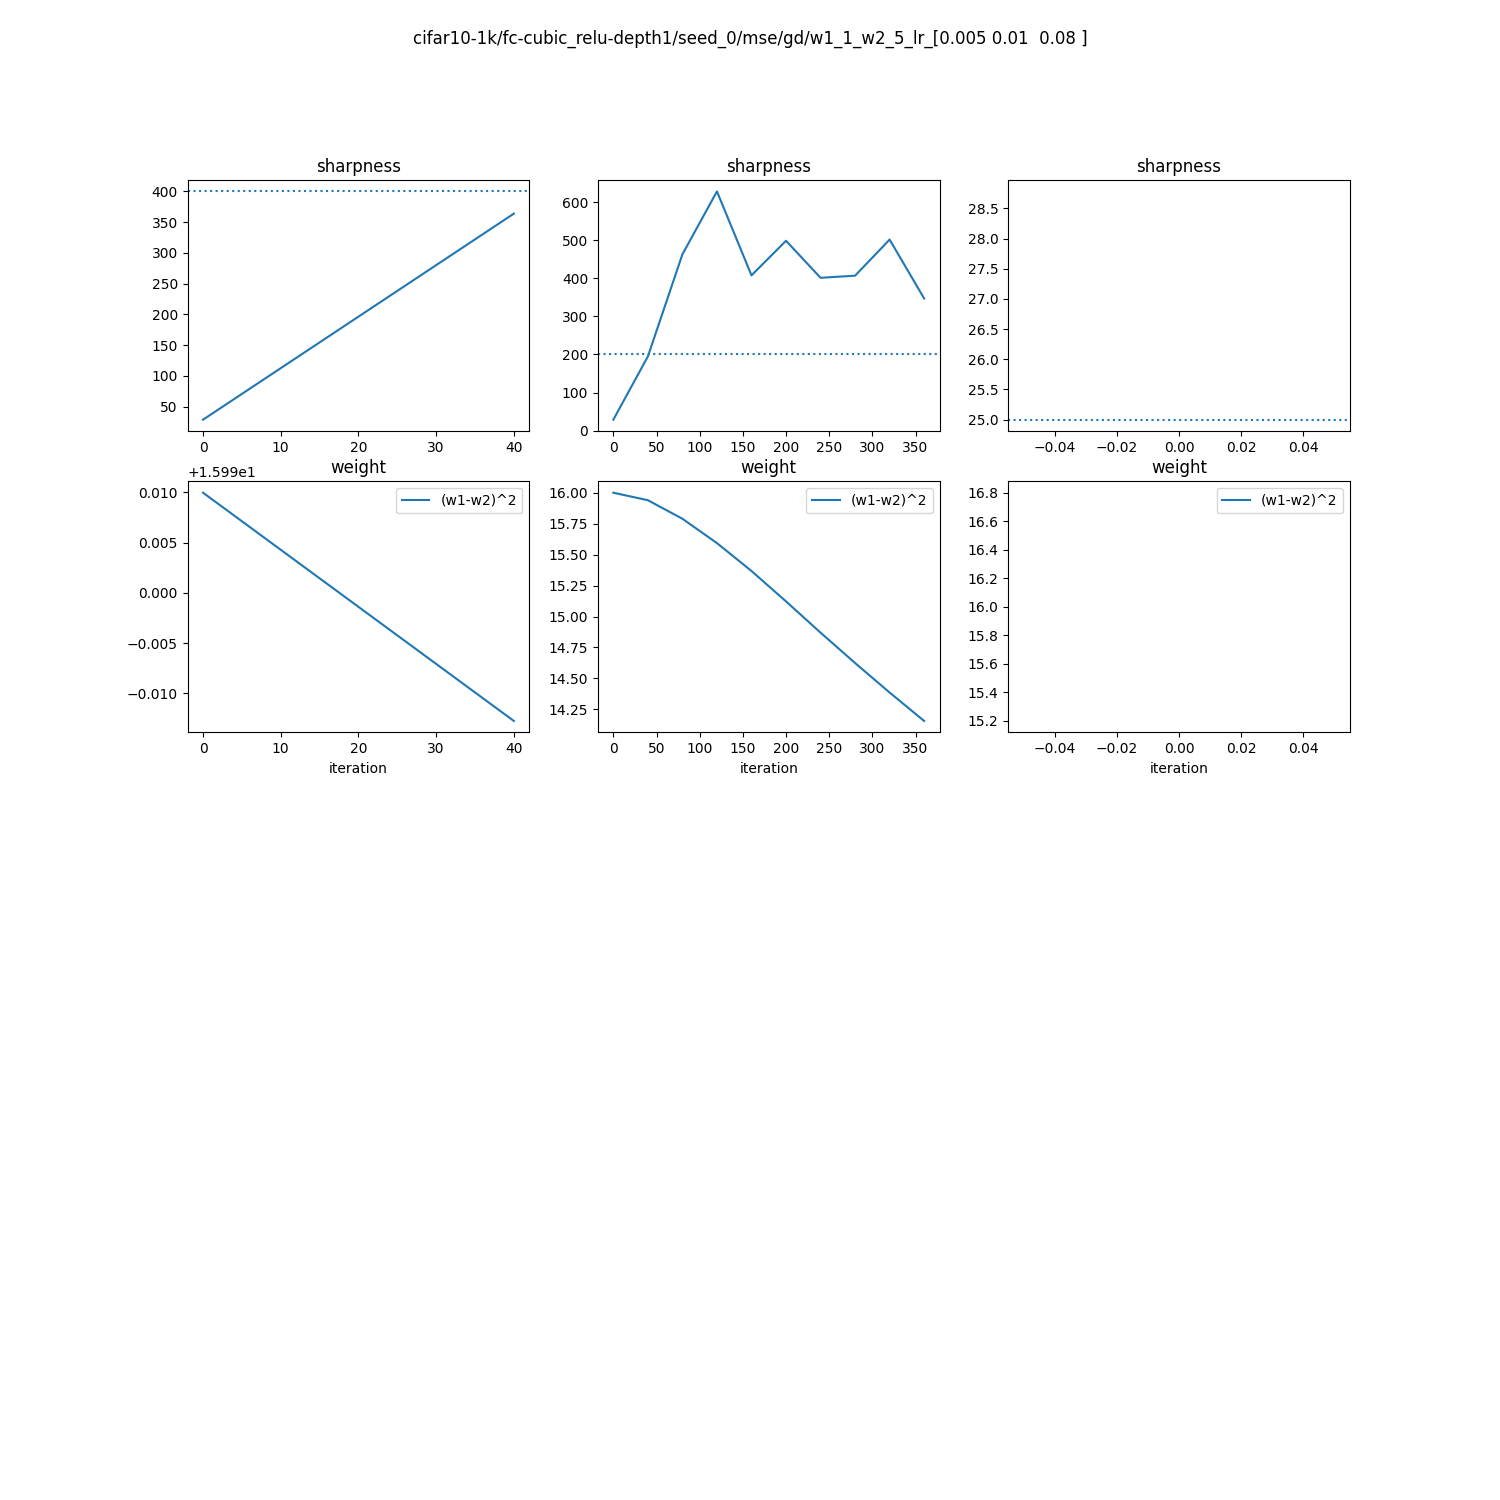 cifar10-1k/fc-cubic_relu-depth1/seed_0/mse/gd/w1_1_w2_5_lr_[0.005 0.01  0.08 ]
sharpness
400
350
300
250
200
150
100
50
0 10 20 30 40
sharpness
600
500
400
300
200
100
0
0 50 100 150 200 250 300 350
sharpness
28.5
28.0
27.5
27.0
26.5
26.0
25.5
25.0
−0.04 −0.02 0.00 0.02 0.04
+1.599e1
weight
(w1-w2)^2
0.010
0.005
0.000
−0.005
−0.010
0 10 20 30 40
iteration
weight
(w1-w2)^2
16.00
15.75
15.50
15.25
15.00
14.75
14.50
14.25
0 50 100 150 200 250 300 350
iteration
weight
(w1-w2)^2
16.8
16.6
16.4
16.2
16.0
15.8
15.6
15.4
15.2
−0.04 −0.02 0.00 0.02 0.04
iteration